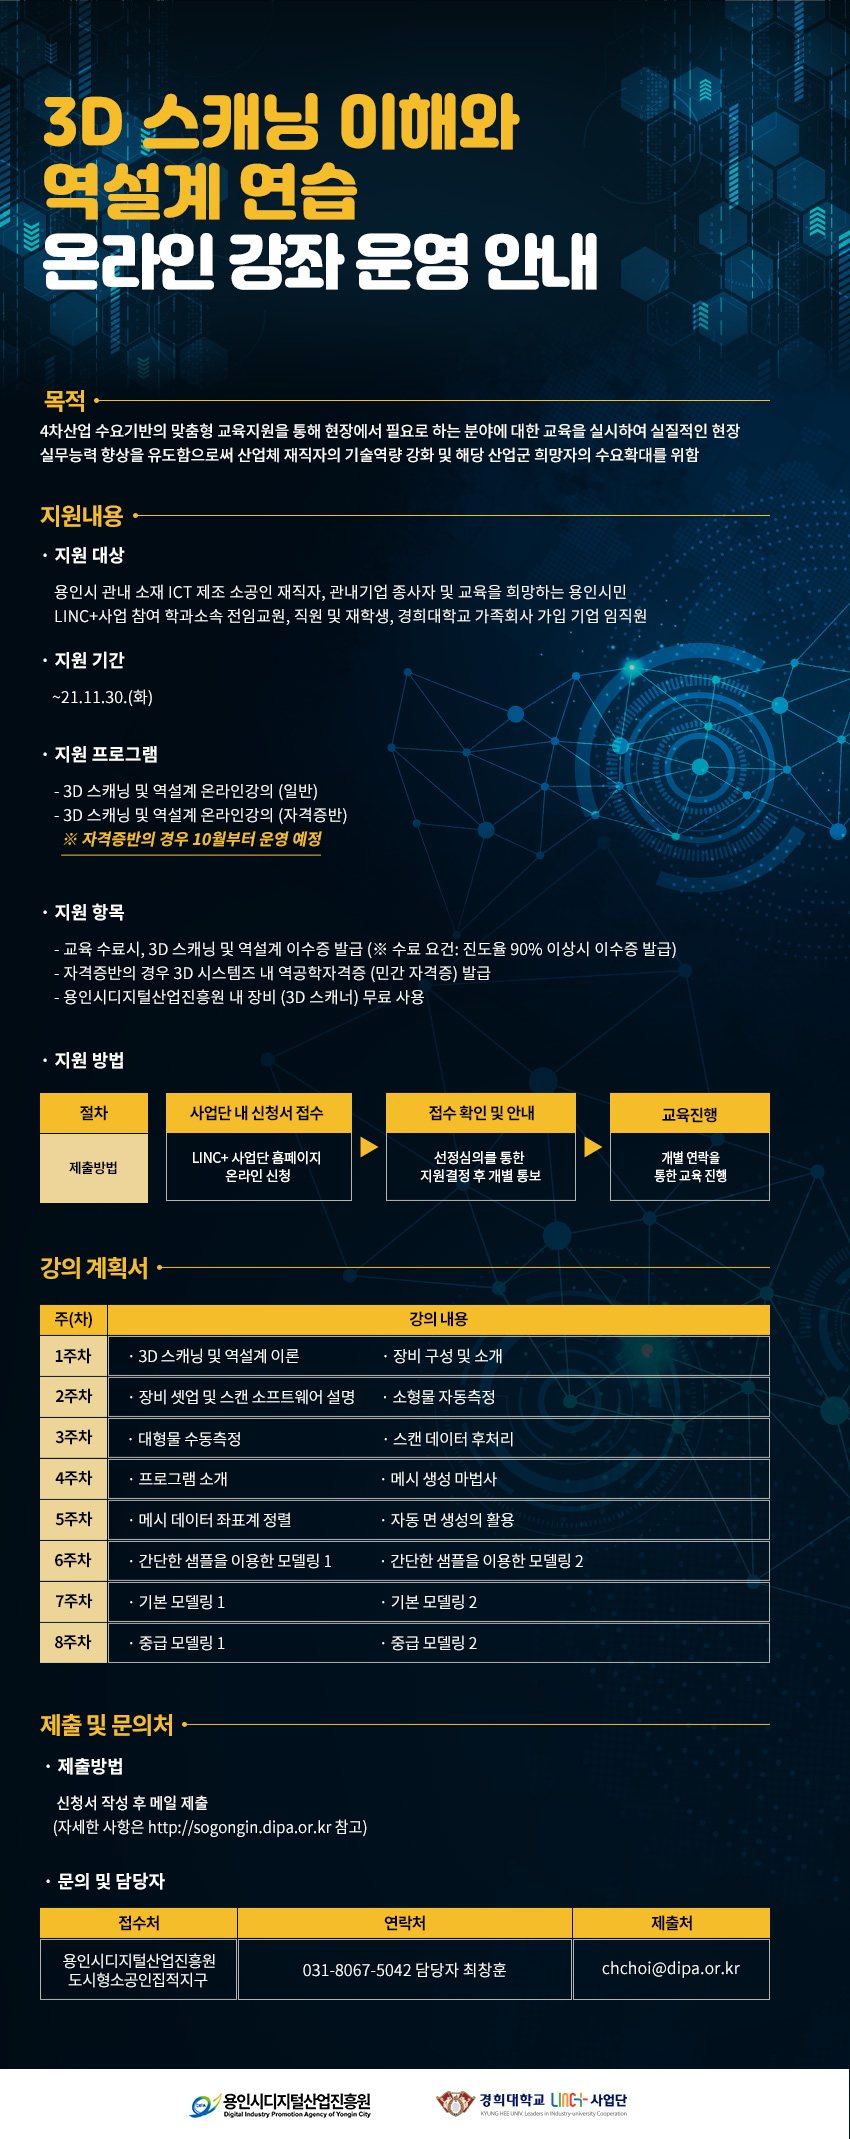 3D 스캐닝 이해와
역설계 연습
온라인 강좌 운영 안내
목적
4차산업 수요기반의 맞춤형 교육지원을 통해 현장에서 필요로 하는 분야에 대한 교육을 실시하여 실질적인 현장
실무능력 향상을 유도함으로써 산업체 재직자의 기술역량 강화 및 해당 산업군 희망자의 수요확대를 위함
지원내용
· 지원 대상
용인시 관내 소재 ICT 제조 소공인 재직자, 관내기업 종사자 및 교육을 희망하는 용인시민
LINC+사업 참여 학과소속 전임교원, 직원 및 재학생, 경희대학교 가족회사 가입 기업 임직원
· 지원 기간
~21.11.30.(화)
· 지원 프로그램
- 3D 스캐닝 및 역설계 온라인강의 (일반)
- 3D 스캐닝 및 역설계 온라인강의 (자격증반)
※ 자격증반의 경우 10월부터 운영 예정
· 지원 항목
- 교육 수료시, 3D 스캐닝 및 역설계 이수증 발급 (※ 수료 요건: 진도율 90% 이상시 이수증 발급)
- 자격증반의 경우 3D 시스템즈 내 역공학자격증 (민간 자격증) 발급
- 용인시디지털산업진흥원 내 장비 (3D 스캐너) 무료 사용
· 지원 방법
절차 사업단 내 신청서 접수 접수 확인 및 안내 교육진행
제출방법
LINC+ 사업단 홈페이지
온라인 신청
선정심의를 통한
지원결정 후 개별 통보
개별 연락을
통한 교육 진행
강의 계획서
주(차) 강의 내용
1주차 · 3D 스캐닝 및 역설계 이론 · 장비 구성 및 소개
2주차 · 장비 셋업 및 스캔 소프트웨어 설명 · 소형물 자동측정
3주차 · 대형물 수동측정 · 스캔 데이터 후처리
4주차 · 프로그램 소개 · 메시 생성 마법사
5주차 · 메시 데이터 좌표계 정렬 · 자동 면 생성의 활용
6주차 · 간단한 샘플을 이용한 모델링 1 · 간단한 샘플을 이용한 모델링 2
7주차 · 기본 모델링 1 · 기본 모델링 2
8주차 · 중급 모델링 1 · 중급 모델링 2
제출 및 문의처
· 제출방법
신청서 작성 후 메일 제출
(자세한 사항은 http://sogongin.dipa.or.kr 참고)
· 문의 및 담당자
접수처 연락처 제출처
용인시디지털산업진흥원
도시형소공인집적지구
031-8067-5042 담당자 최창훈
chchoi@dipa.or.kr
용인시디지털산업진흥원
Digital Industry Promotion Agency of Yongin City
경희대학교 LINC+ 사업단
KYUNG HEE UNIV. Leaders in INdustry-university Cooperation